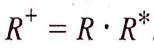 R⁺ = R · R*